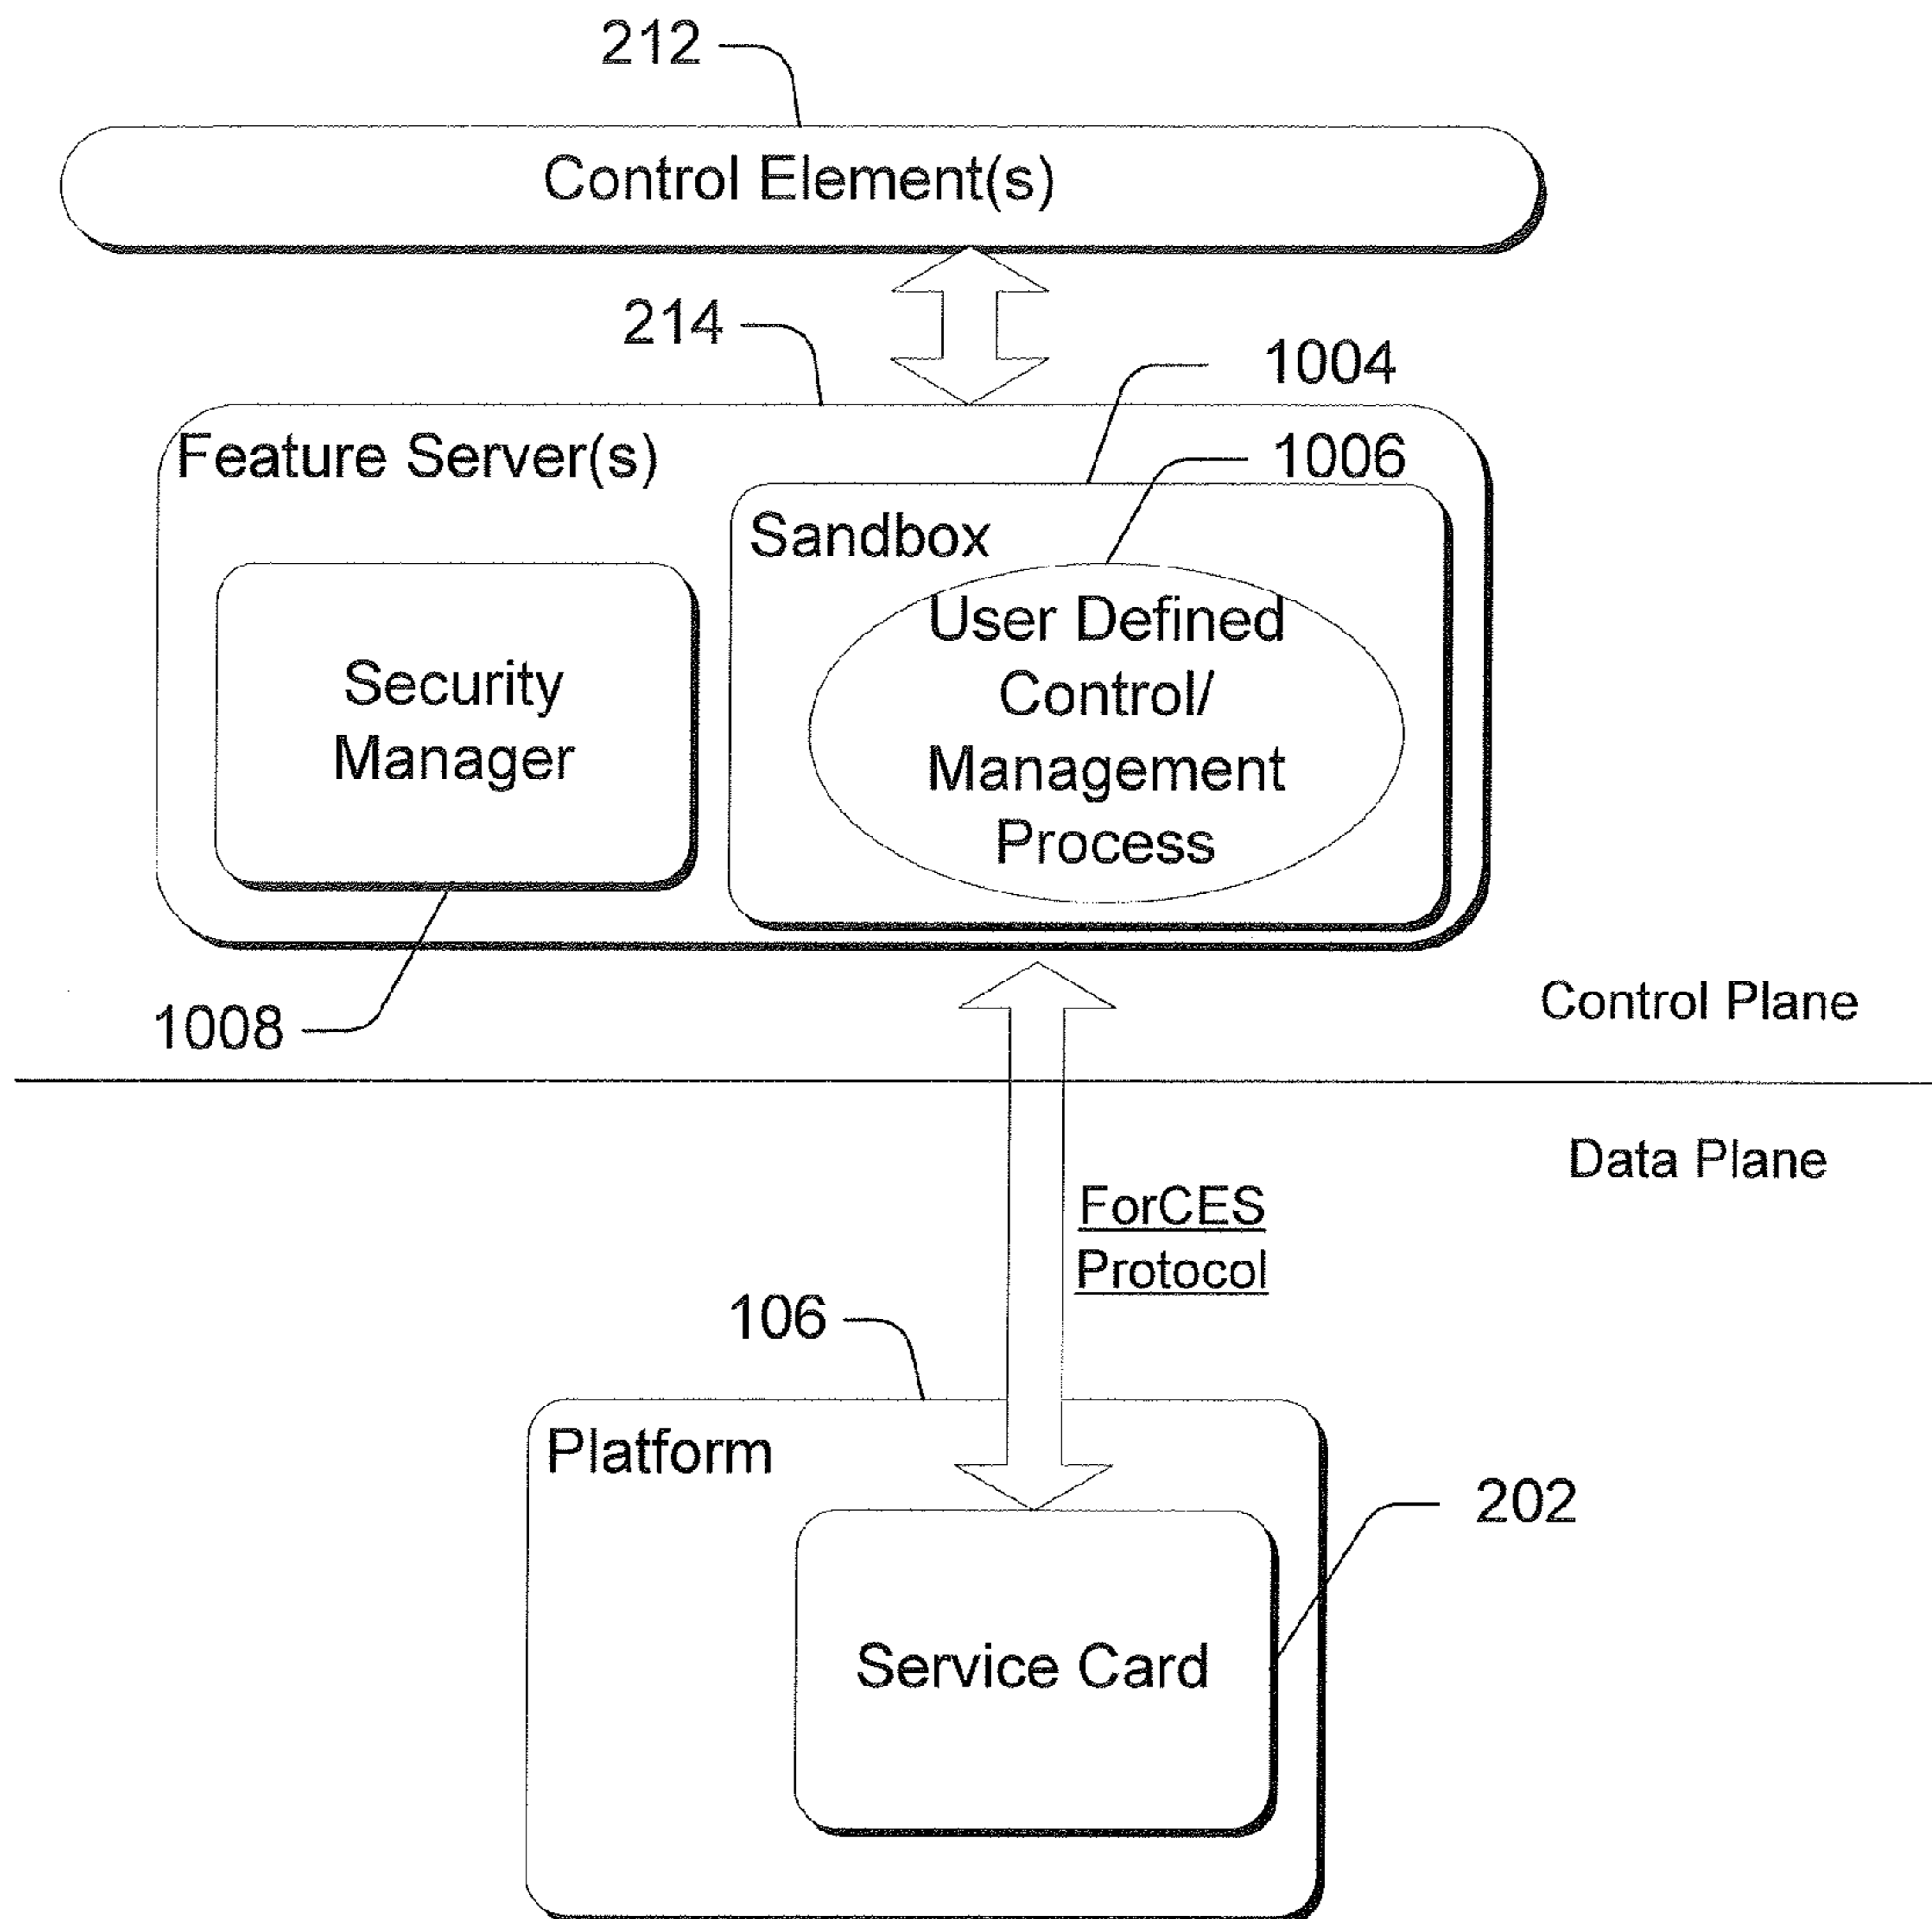 212
Control Element(s)
214
1004
Feature Server(s)
1006
Sandbox
User Defined
Control/
Management
Process
Security
Manager
1008
Control Plane
Data Plane
ForCES
Protocol
106
Platform
202
Service Card